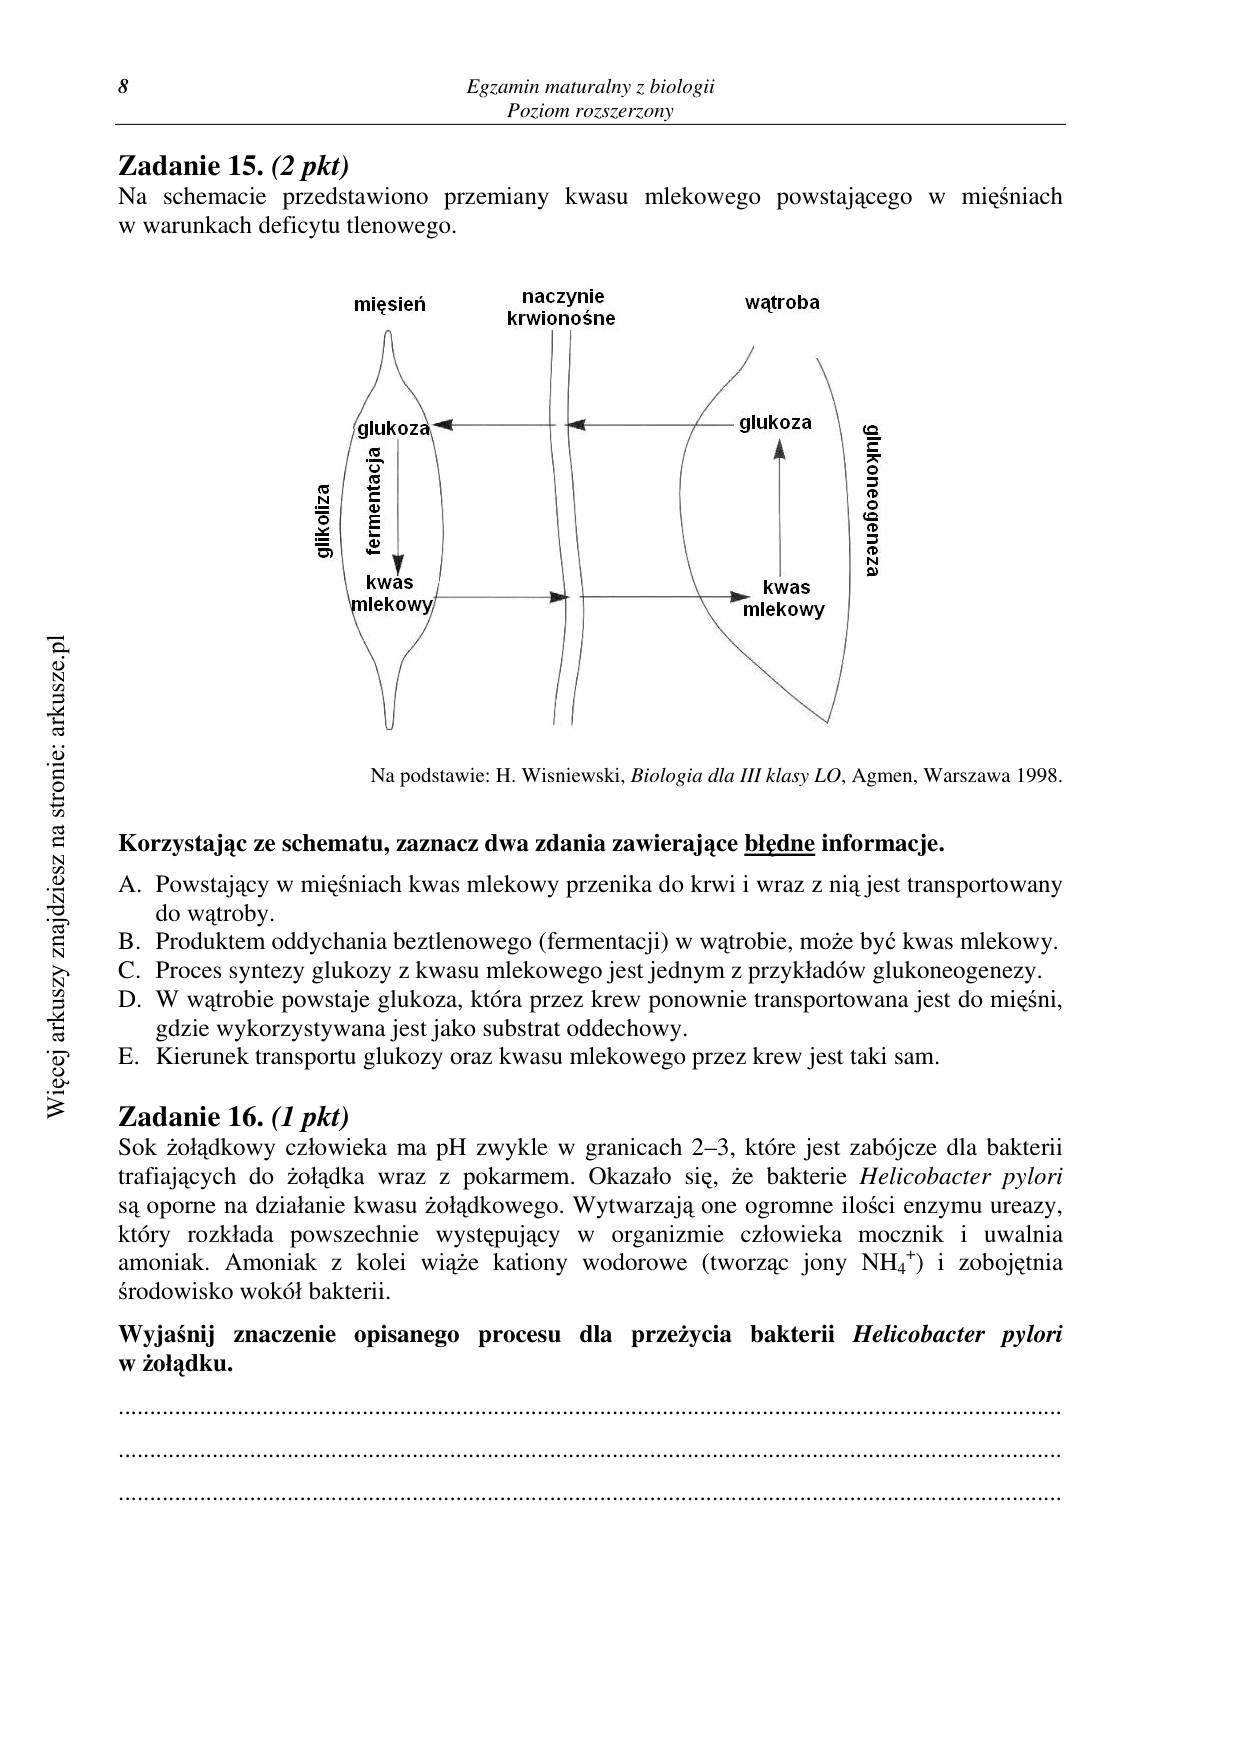 8
Egzamin maturalny z biologii
Poziom rozszerzony
Zadanie 15. (2 pkt)
Na schemacie przedstawiono przemiany kwasu mlekowego powstającego w mięśniach
w warunkach deficytu tlenowego.
mięsień
naczynie
krwionośne
wątroba
glukoza
glukoza
glikoliza
fermentacja
glukoneogeneza
kwas
mlekowy
kwas
mlekowy
Na podstawie: H. Wisniewski, Biologia dla III klasy LO, Agmen, Warszawa 1998.
Korzystając ze schematu, zaznacz dwa zdania zawierające błędne informacje.
A. Powstający w mięśniach kwas mlekowy przenika do krwi i wraz z nią jest transportowany
do wątroby.
B. Produktem oddychania beztlenowego (fermentacji) w wątrobie, może być kwas mlekowy.
C. Proces syntezy glukozy z kwasu mlekowego jest jednym z przykładów glukoneogenezy.
D. W wątrobie powstaje glukoza, która przez krew ponownie transportowana jest do mięśni,
gdzie wykorzystywana jest jako substrat oddechowy.
E. Kierunek transportu glukozy oraz kwasu mlekowego przez krew jest taki sam.
Zadanie 16. (1 pkt)
Sok żołądkowy człowieka ma pH zwykle w granicach 2–3, które jest zabójcze dla bakterii
trafiających do żołądka wraz z pokarmem. Okazało się, że bakterie Helicobacter pylori
są oporne na działanie kwasu żołądkowego. Wytwarzają one ogromne ilości enzymu ureazy,
który rozkłada powszechnie występujący w organizmie człowieka mocznik i uwalnia
amoniak. Amoniak z kolei wiąże kationy wodorowe (tworząc jony NH₄⁺) i zobojętnia
środowisko wokół bakterii.
Wyjaśnij znaczenie opisanego procesu dla przeżycia bakterii Helicobacter pylori
w żołądku.
Więcej arkuszy znajdziesz na stronie: arkusze.pl